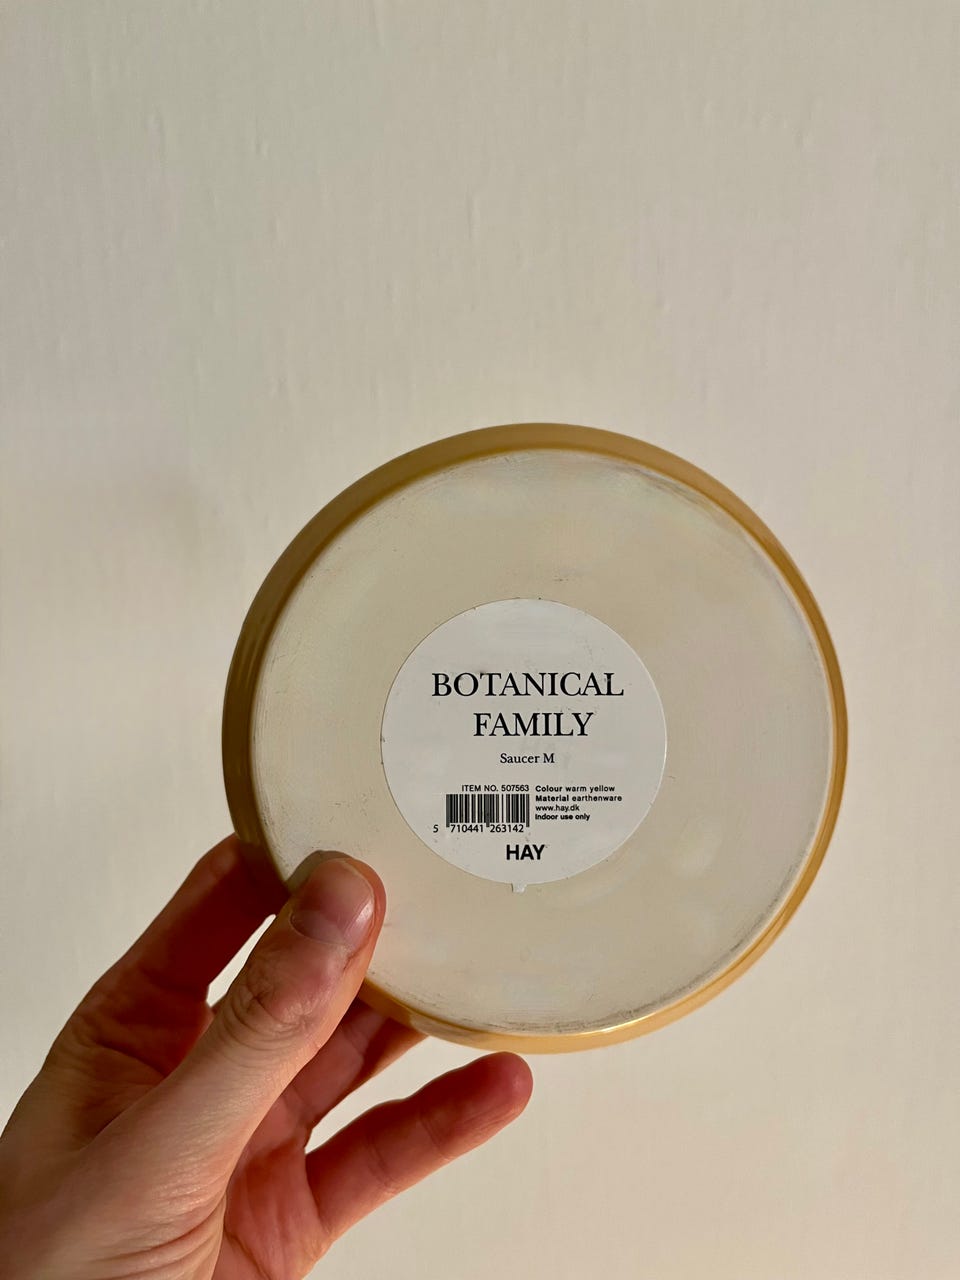 BOTANICAL
FAMILY
Saucer M
ITEM NO. 507563
5 710441 263142
Colour warm yellow
Material earthenware
www.hay.dk
Indoor use only
HAY